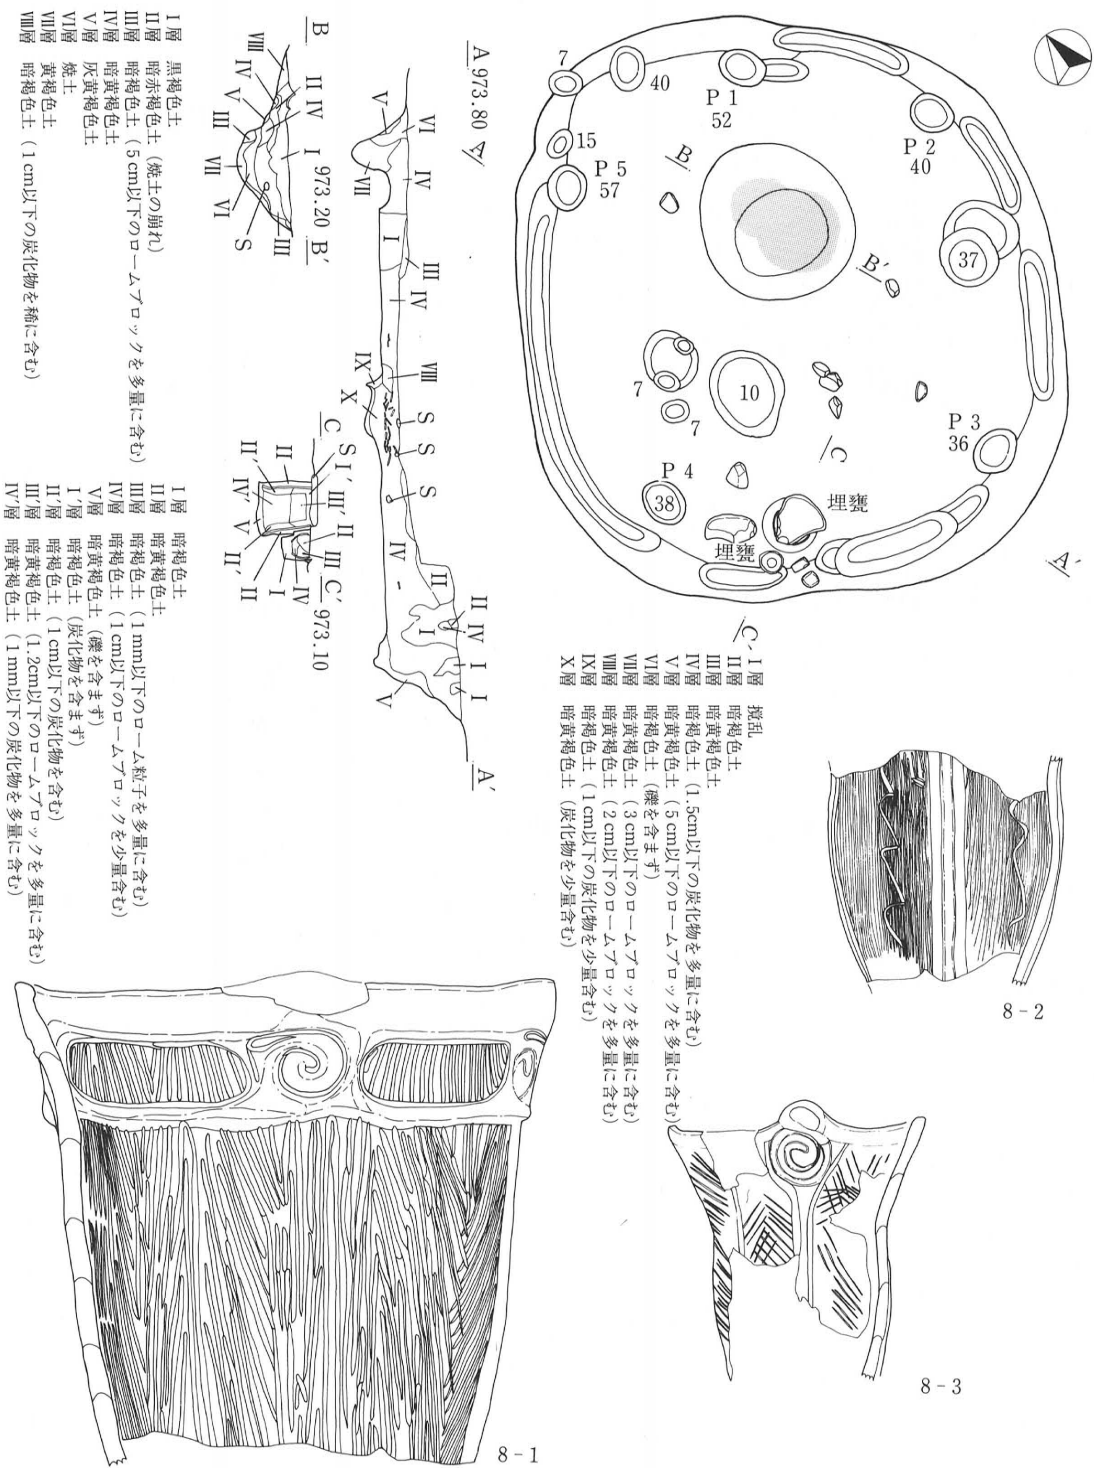 7
40
P 1
52
P 2
40
15
P 5
57
37
B
B′
7
7
10
P 3
36
P 4
38
C
埋甕
埋甕
A′
C′
A 973.80 A
V
VI
VII
IV
I
III
IV
IX
X
VIII
S
S
S
IV
II
I
II
IV
I
I
V
A′
B 973.20 B′
VIII
IV
V
III
VII
VI
S
II
IV
I
III
C 973.10 C′
S
I′
III′
II
II
II′
IV′
V
II′
II
I
IV
III
I層 黒褐色土
II層 暗赤褐色土(焼土の崩れ)
III層 暗褐色土(5cm以下のロームブロックを多量に含む)
IV層 暗黄褐色土
V層 灰黄褐色土
VI層 焼土
VII層 黄褐色土
VIII層 暗褐色土(1cm以下の炭化物を稀に含む)
I層 暗褐色土
II層 暗黄褐色土
III層 暗褐色土(1mm以下のローム粒子を多量に含む)
IV層 暗褐色土(1cm以下のロームブロックを少量含む)
V層 暗黄褐色土(礫を含まず)
I′層 暗褐色土(炭化物を含まず)
II′層 暗褐色土(1cm以下の炭化物を含む)
III′層 暗黄褐色土(1.2cm以下のロームブロックを多量に含む)
IV′層 暗黄褐色土(1mm以下の炭化物を多量に含む)
I層 攪乱
II層 暗褐色土
III層 暗黄褐色土
IV層 暗褐色土(1.5cm以下の炭化物を多量に含む)
V層 暗黄褐色土(5cm以下のロームブロックを多量に含む)
VI層 暗褐色土(礫を含まず)
VII層 暗黄褐色土(3cm以下のロームブロックを多量に含む)
VIII層 暗黄褐色土(2cm以下のロームブロックを多量に含む)
IX層 暗褐色土(1cm以下の炭化物を少量含む)
X層 暗黄褐色土(炭化物を少量含む)
8-2
8-3
8-1